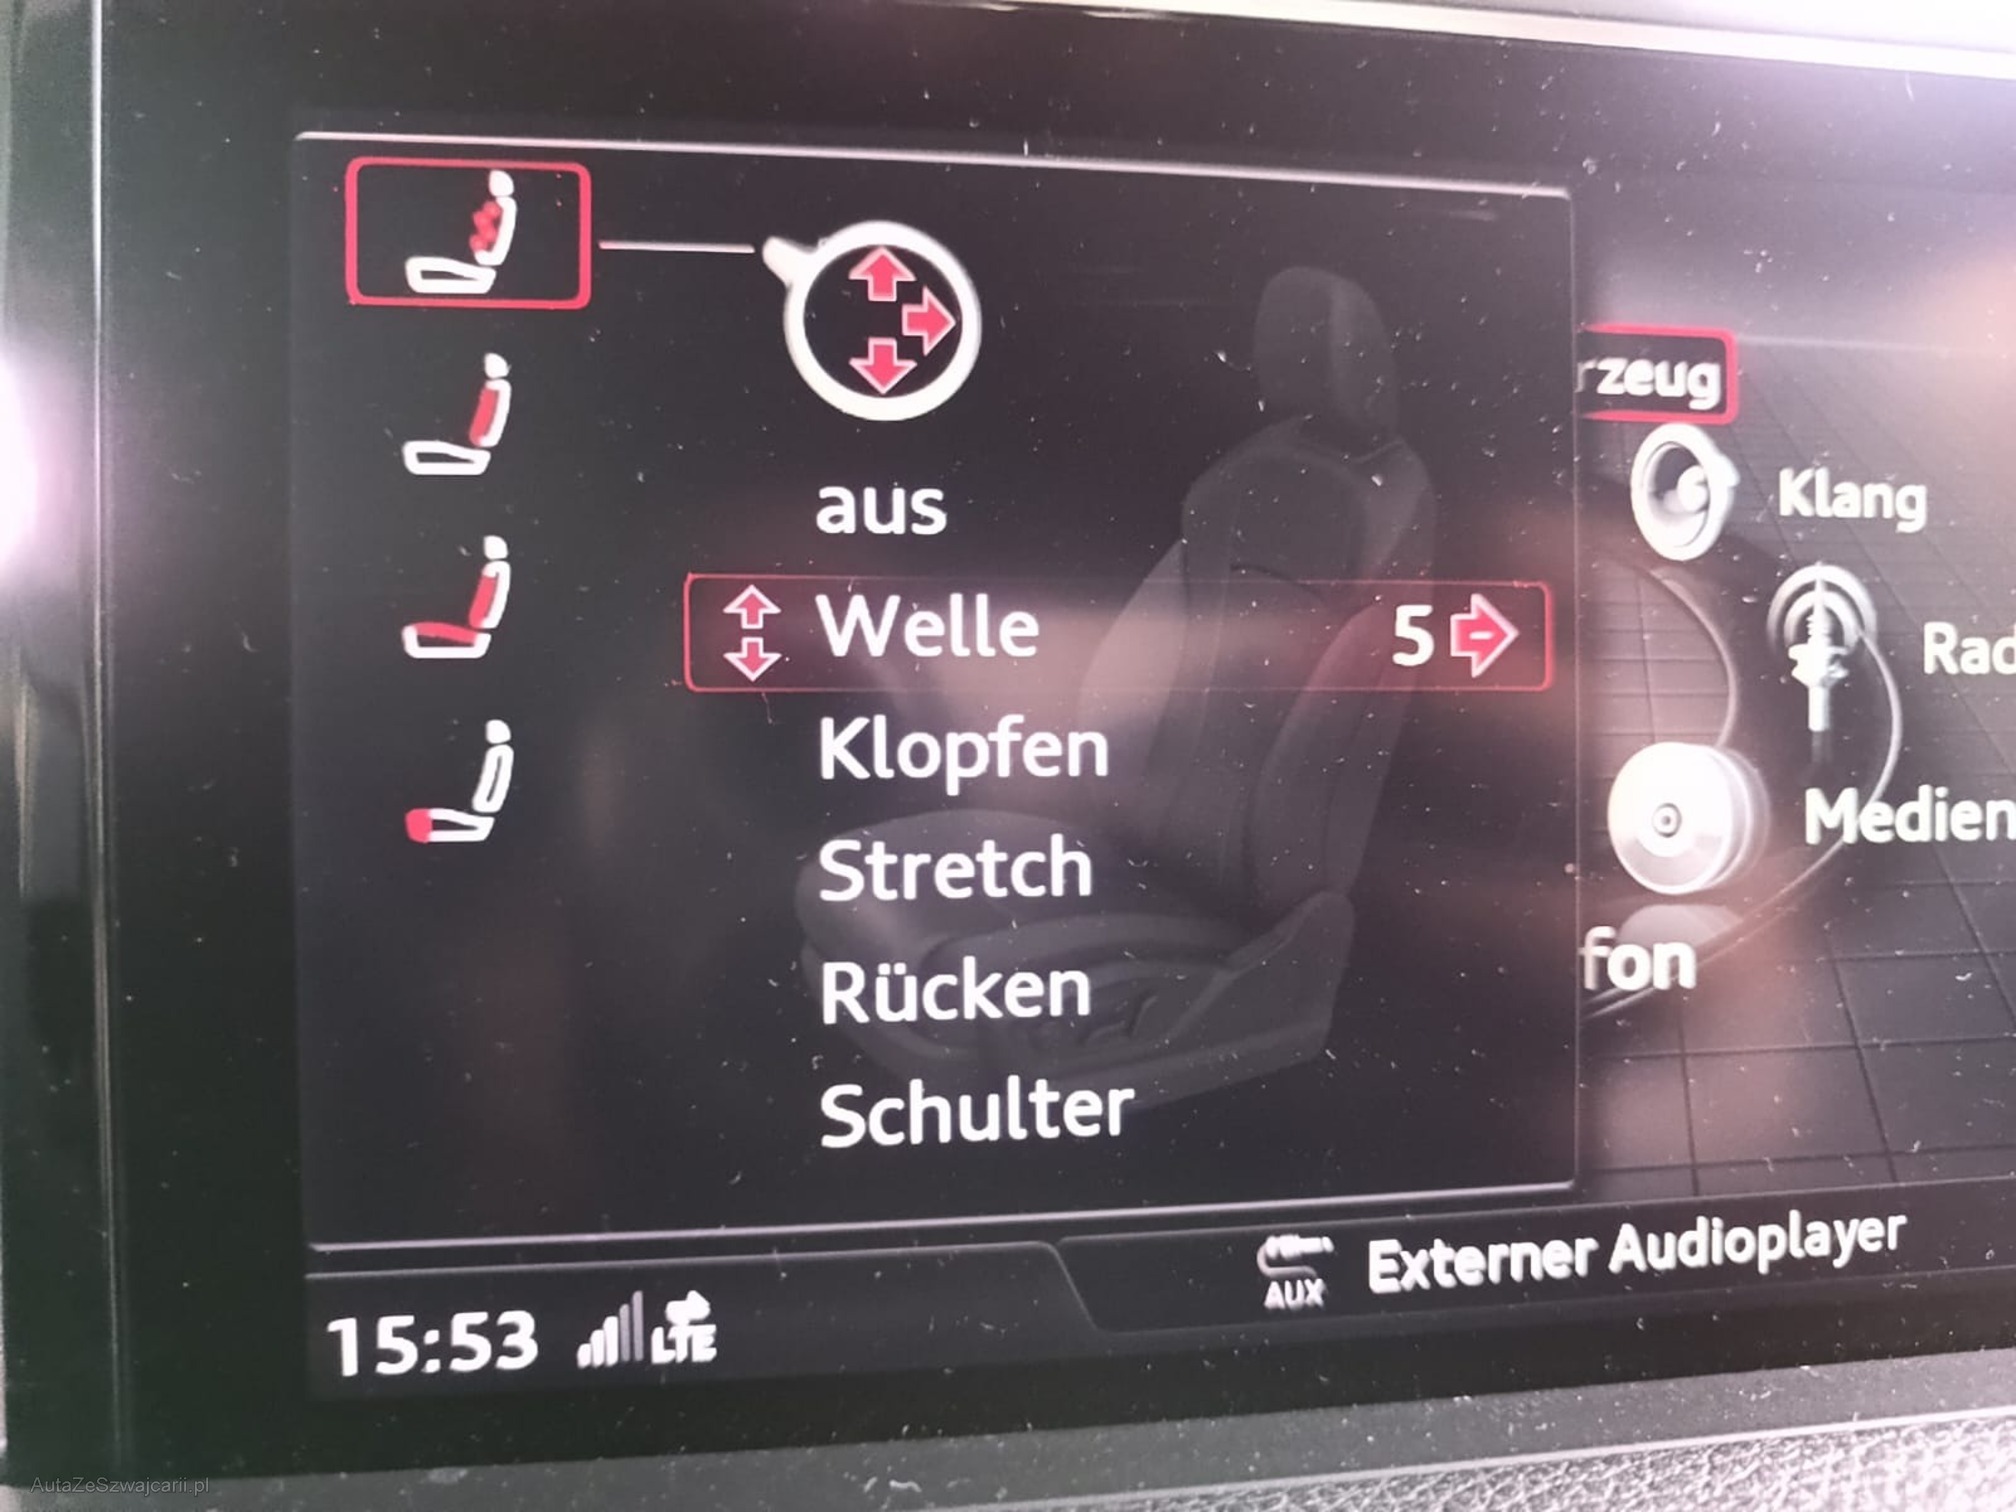 aus
Welle 5
Klopfen
Stretch
Rücken
Schulter
rzeug
Klang
Rad
Medien
fon
15:53 LTE
AUX Externer Audioplayer
AutaZeSzwajcarii.pl